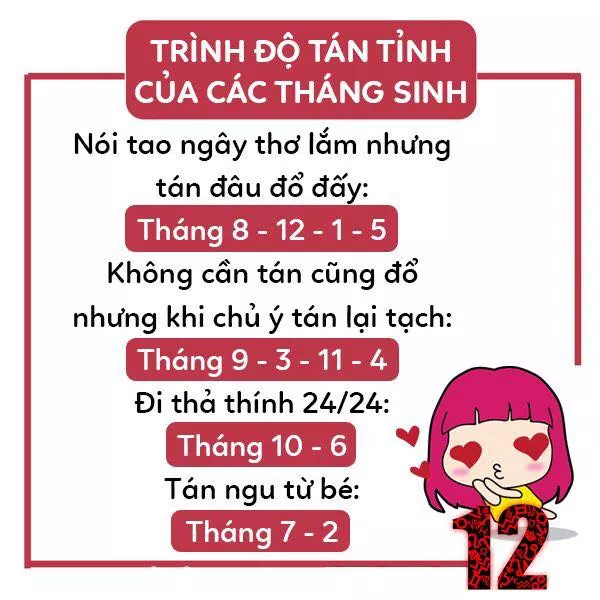 TRÌNH ĐỘ TÁN TỈNH
CỦA CÁC THÁNG SINH
Nói tao ngây thơ lắm nhưng
tán đâu đổ đấy:
Tháng 8 - 12 - 1 - 5
Không cần tán cũng đổ
nhưng khi chủ ý tán lại tạch:
Tháng 9 - 3 - 11 - 4
Đi thả thính 24/24:
Tháng 10 - 6
Tán ngu từ bé:
Tháng 7 - 2
12